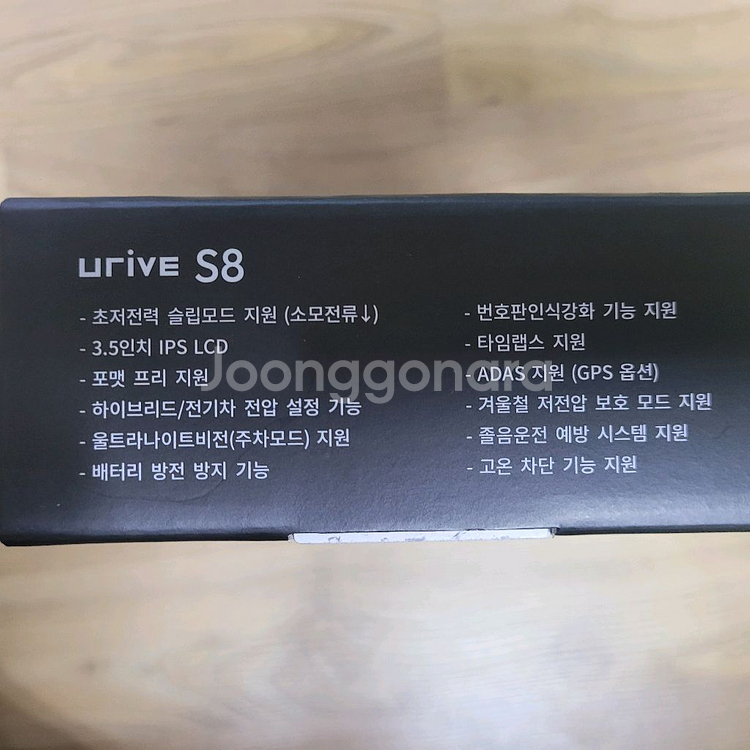 urive S8
- 초저전력 슬립모드 지원 (소모전류↓)
- 3.5인치 IPS LCD
- 포맷 프리 지원
- 하이브리드/전기차 전압 설정 기능
- 울트라나이트비전(주차모드) 지원
- 배터리 방전 방지 기능
- 번호판인식강화 기능 지원
- 타임랩스 지원
- ADAS 지원 (GPS 옵션)
- 겨울철 저전압 보호 모드 지원
- 졸음운전 예방 시스템 지원
- 고온 차단 기능 지원
Joonggonara